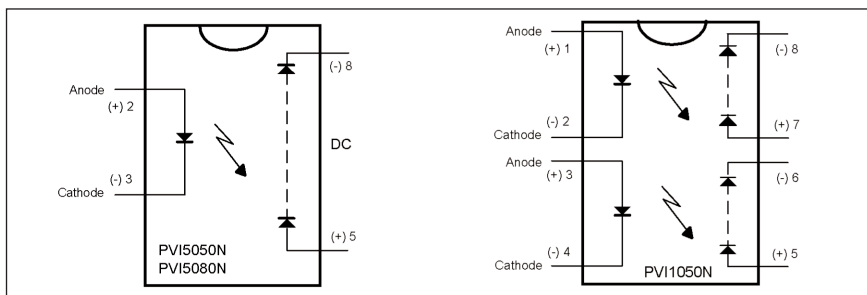 (-) 8
Anode
(+) 2
DC
Cathode
(-) 3
(+) 5
PVI5050N
PVI5080N
Anode
(+) 1
(-) 8
(-) 2
(+) 7
Cathode
Anode
(+) 3
(-) 6
(-) 4
(+) 5
Cathode
PVI1050N